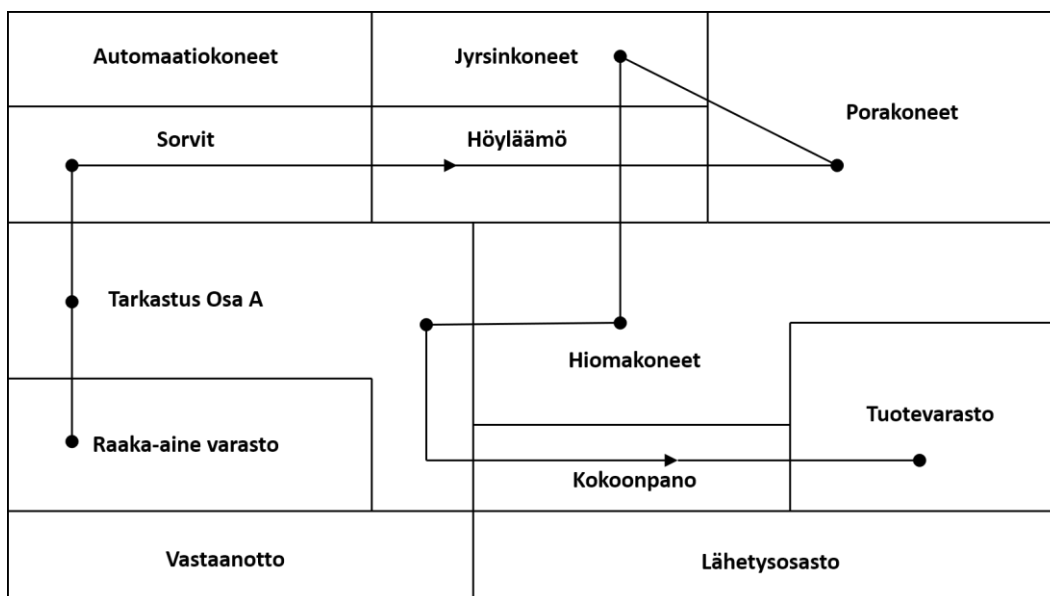 Automaatiokoneet
Jyrsinkoneet
Porakoneet
Sorvit
Höyläämö
Tarkastus Osa A
Hiomakoneet
Tuotevarasto
Raaka-aine varasto
Kokoonpano
Vastaanotto
Lähetysosasto